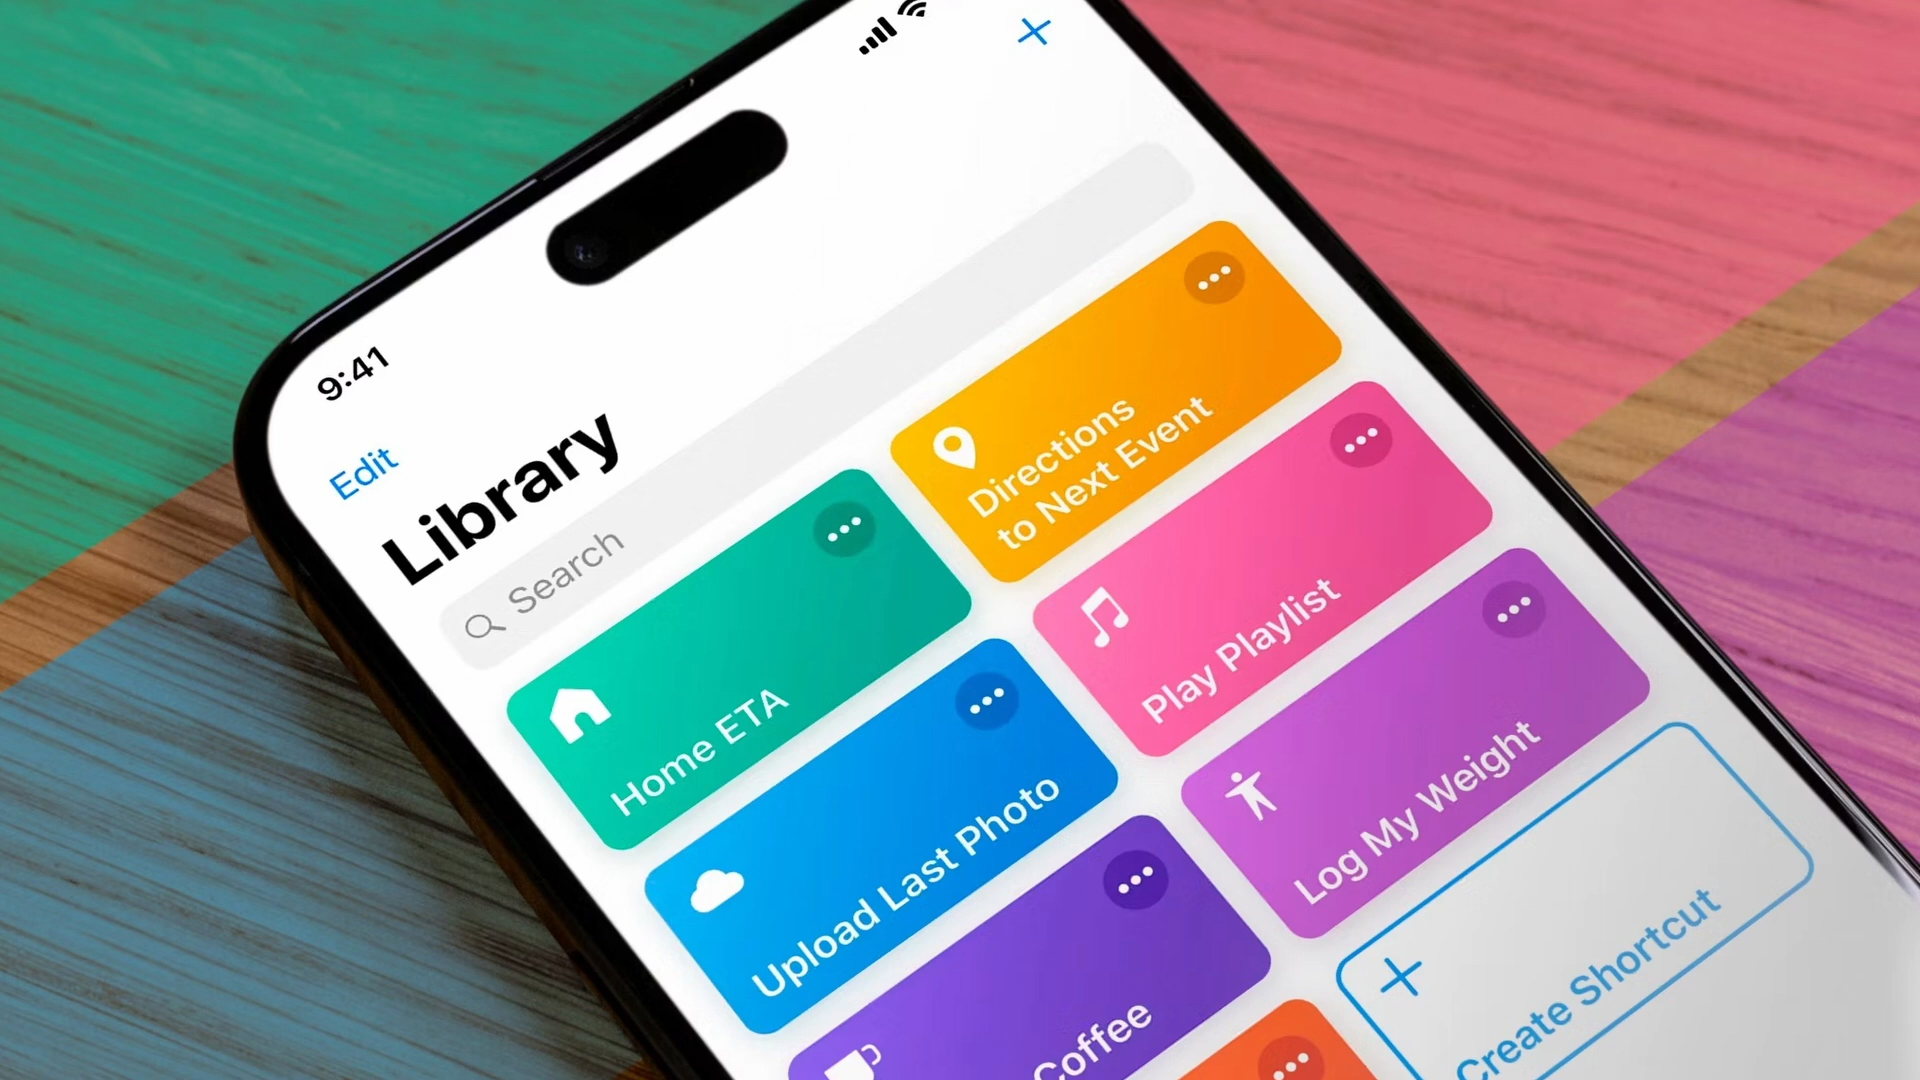 9:41
Edit
Library
Search
Home ETA
Directions
to Next Event
Upload Last Photo
Play Playlist
Coffee
Log My Weight
Create Shortcut